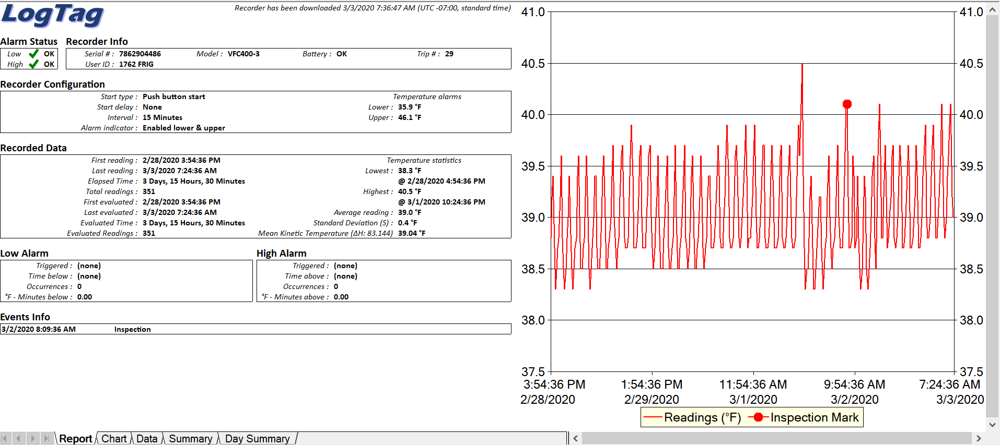 LogTag
Recorder has been downloaded 3/3/2020 7:36:47 AM (UTC -07:00, standard time)
Alarm Status
Low OK
High OK
Recorder Info
Serial # : 7862904486 Model : VFC400-3 Battery : OK Trip # : 29
User ID : 1762 FRIG
Recorder Configuration
Start type : Push button start Temperature alarms
Start delay : None Lower : 35.9 °F
Interval : 15 Minutes Upper : 46.1 °F
Alarm indicator : Enabled lower & upper
Recorded Data
First reading : 2/28/2020 3:54:36 PM Temperature statistics
Last reading : 3/3/2020 7:24:36 AM Lowest : 38.3 °F
Elapsed Time : 3 Days, 15 Hours, 30 Minutes @ 2/28/2020 4:54:36 PM
Total readings : 351 Highest : 40.5 °F
First evaluated : 2/28/2020 3:54:36 PM @ 3/1/2020 10:24:36 PM
Last evaluated : 3/3/2020 7:24:36 AM Average reading : 39.0 °F
Evaluated Time : 3 Days, 15 Hours, 30 Minutes Standard Deviation (S) : 0.4 °F
Evaluated Readings : 351 Mean Kinetic Temperature (ΔH: 83.144) 39.04 °F
Low Alarm
Triggered : (none)
Time below : (none)
Occurrences : 0
°F - Minutes below : 0.00
High Alarm
Triggered : (none)
Time above : (none)
Occurrences : 0
°F - Minutes above : 0.00
Events Info
3/2/2020 8:09:36 AM Inspection
41.0 41.0
40.5 40.5
40.0 40.0
39.5 39.5
39.0 39.0
38.5 38.5
38.0 38.0
37.5 37.5
3:54:36 PM 1:54:36 PM 11:54:36 AM 9:54:36 AM 7:24:36 AM
2/28/2020 2/29/2020 3/1/2020 3/2/2020 3/3/2020
Readings (°F) Inspection Mark
Report Chart Data Summary Day Summary